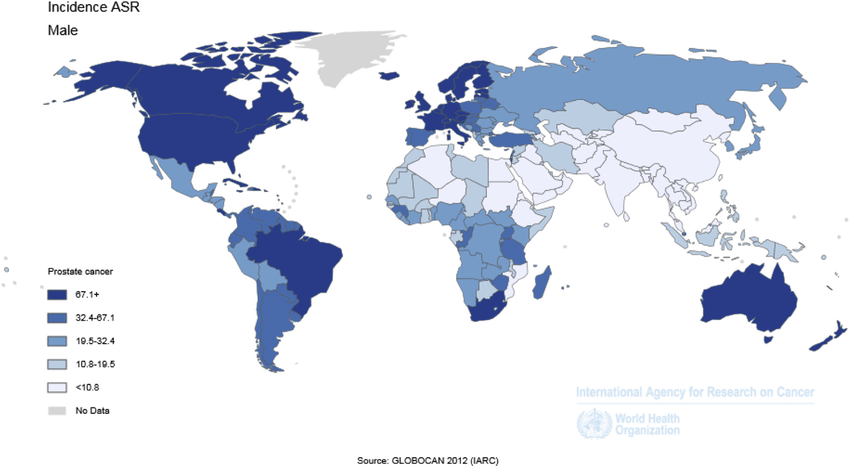 Incidence ASR
Male
Prostate cancer
67.1+
32.4-67.1
19.5-32.4
10.8-19.5
<10.8
No Data
International Agency for Research on Cancer
World Health
Organization
Source: GLOBOCAN 2012 (IARC)